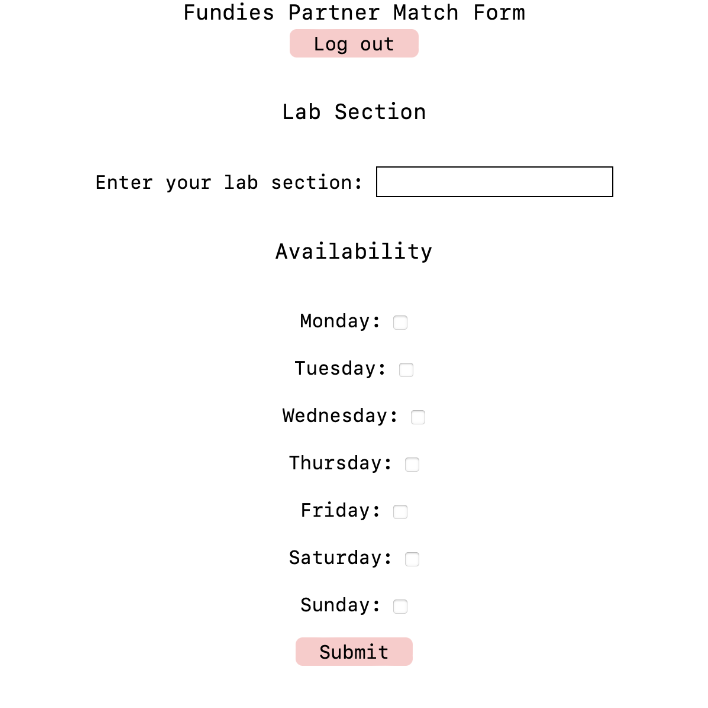 Fundies Partner Match Form
Log out
Lab Section
Enter your lab section:
Availability
Monday:
Tuesday:
Wednesday:
Thursday:
Friday:
Saturday:
Sunday:
Submit